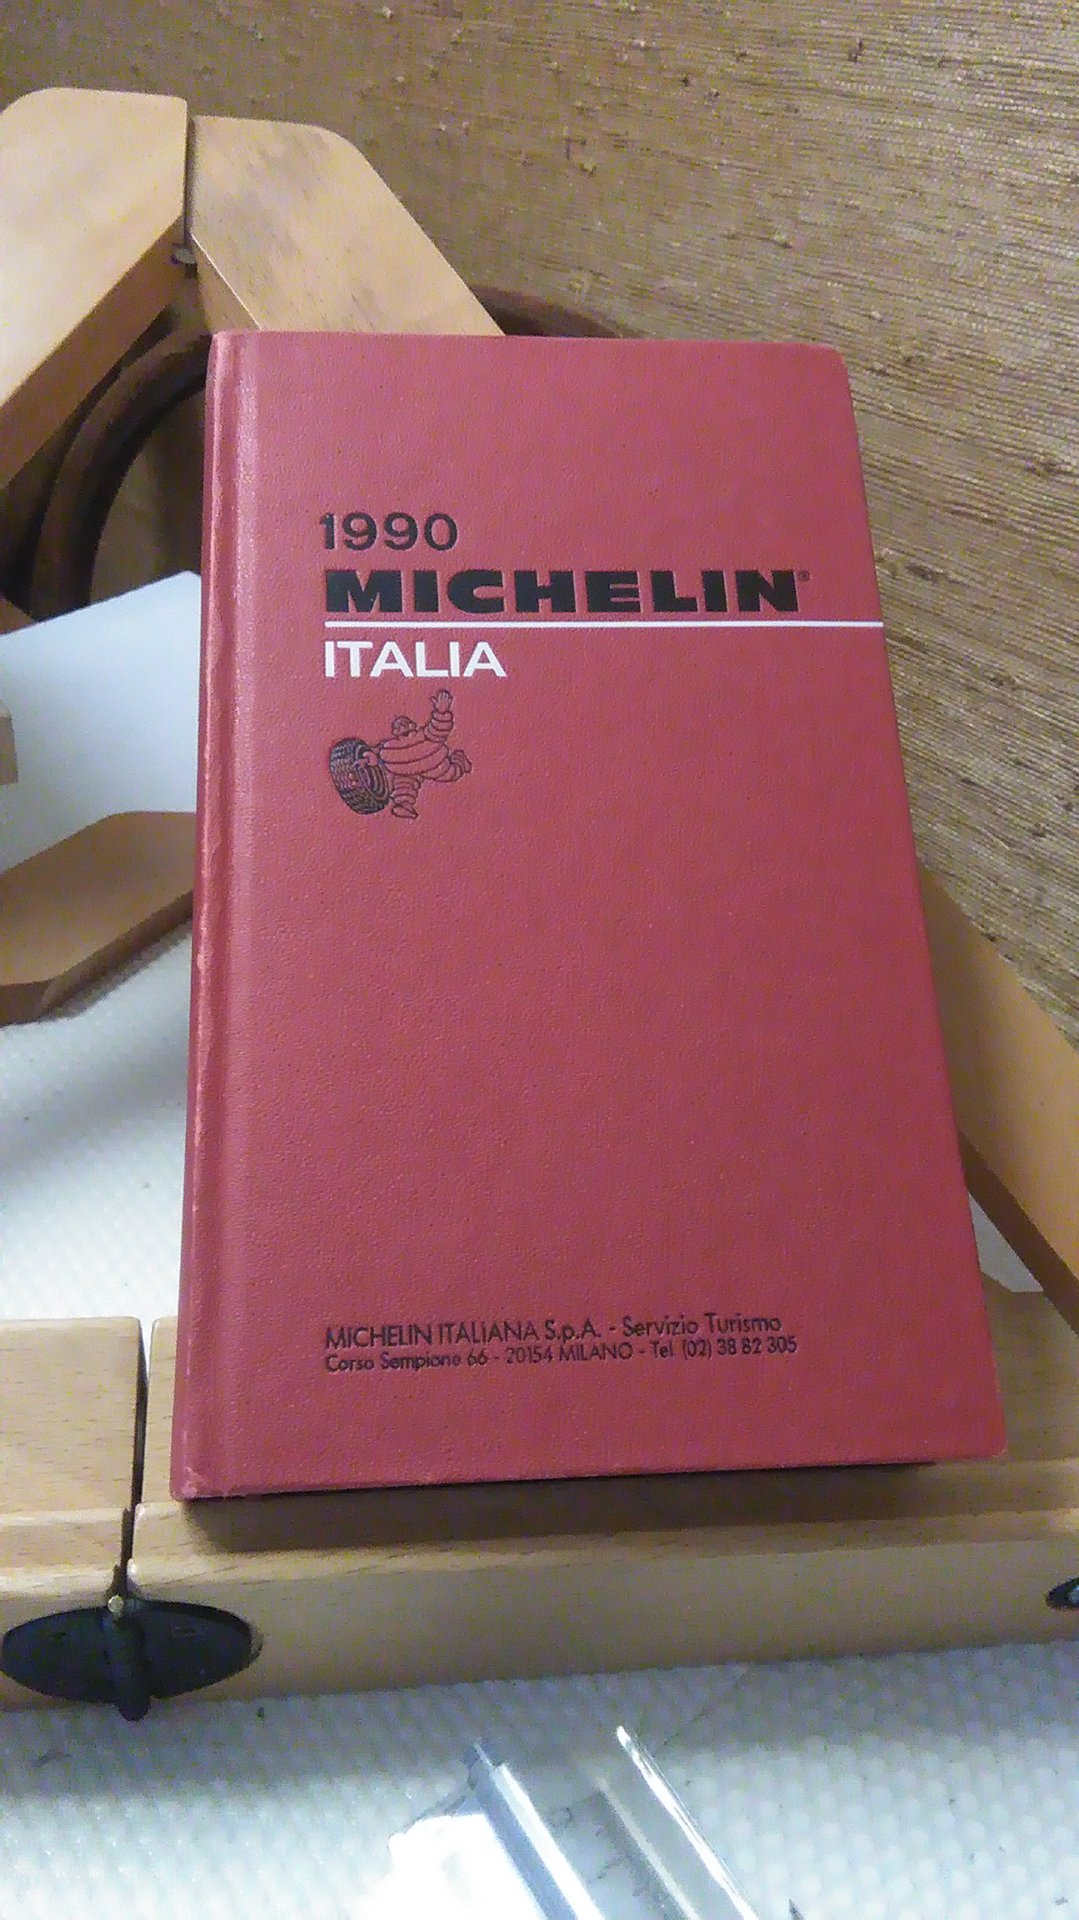 1990
MICHELIN®
ITALIA
MICHELIN ITALIANA S.p.A. - Servizio Turismo
Corso Sempione 66 - 20154 MILANO - Tel. (02) 38 82 305